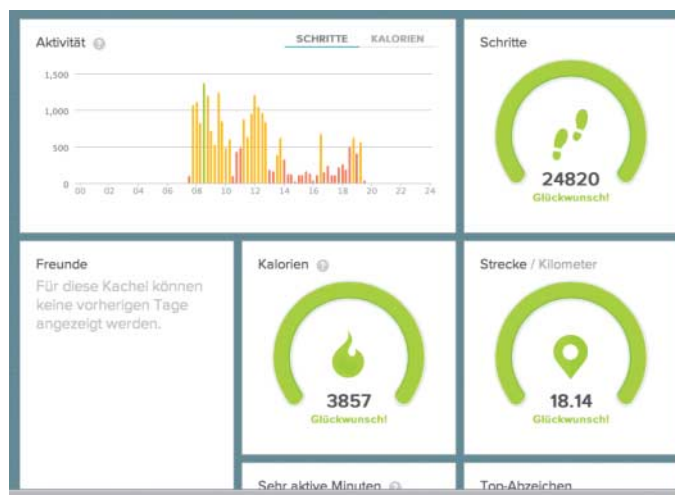 Aktivität ?
SCHRITTE KALORIEN
1,500
1,000
500
0
00 02 04 06 08 10 12 14 16 18 20 22 24
Schritte
24820
Glückwunsch!
Freunde
Für diese Kachel können
keine vorherigen Tage
angezeigt werden.
Kalorien ?
3857
Glückwunsch!
Strecke / Kilometer
18.14
Glückwunsch!
Sehr aktive Minuten ?
Top-Abzeichen